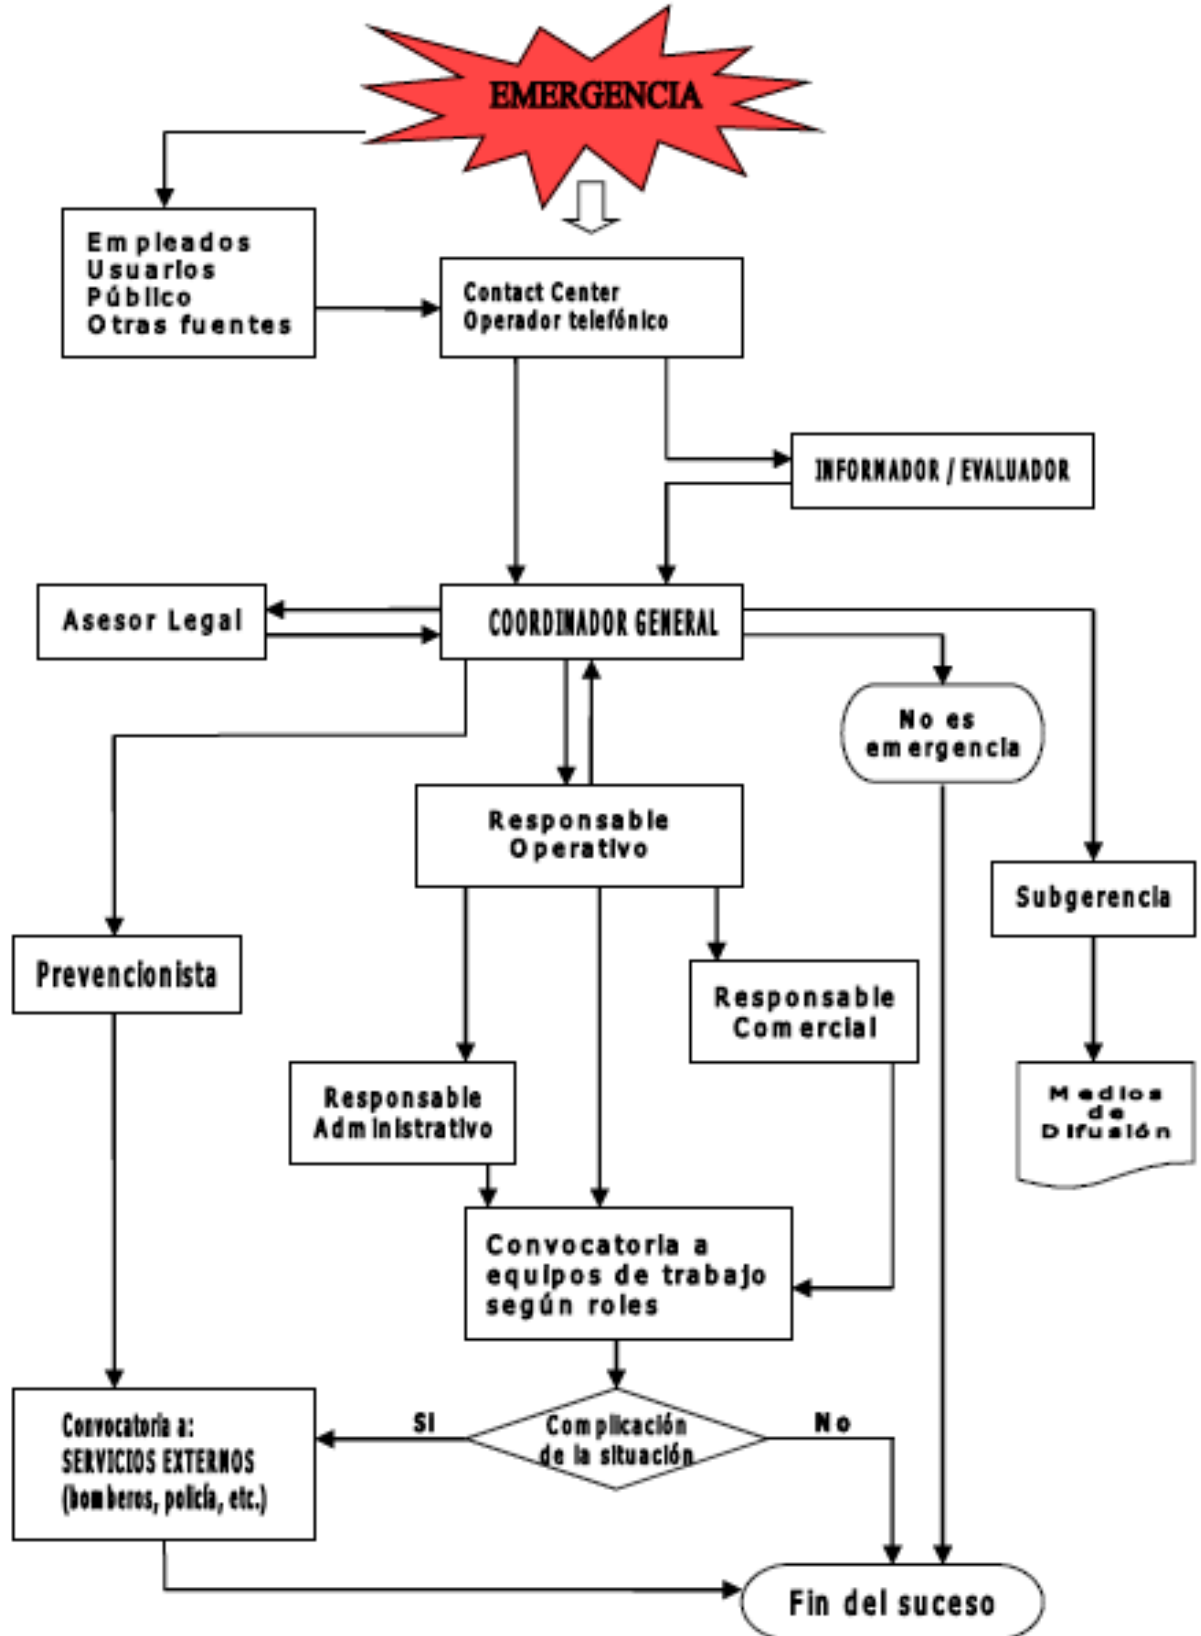 EMERGENCIA
Empleados
Usuarios
Público
Otras fuentes
Contact Center
Operador telefónico
INFORMADOR / EVALUADOR
Asesor Legal
COORDINADOR GENERAL
No es
emergencia
Responsable
Operativo
Subgerencia
Prevencionista
Responsable
Comercial
Responsable
Administrativo
Medios
de
Difusión
Convocatoria a
equipos de trabajo
según roles
Convocatoria a:
SERVICIOS EXTERNOS
(bomberos, policía, etc.)
SI
Complicación
de la situación
No
Fin del suceso